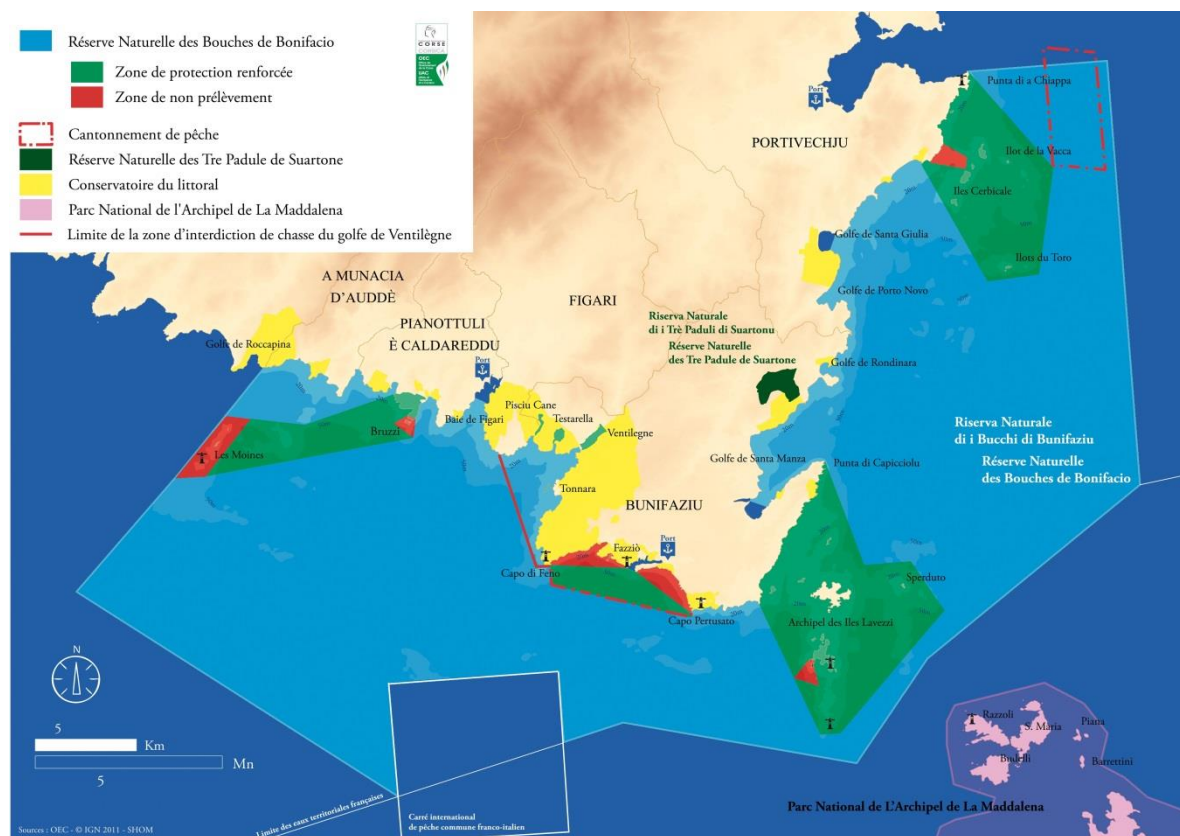 Réserve Naturelle des Bouches de Bonifacio
Zone de protection renforcée
Zone de non prélèvement
Cantonnement de pêche
Réserve Naturelle des Tre Padule de Suartone
Conservatoire du littoral
Parc National de l'Archipel de La Maddalena
Limite de la zone d'interdiction de chasse du golfe de Ventilègne
CORSE
OEC
Port
Punta di a Chiappa
PORTIVECHJU
Ilot de la Vacca
Iles Cerbicale
Golfe de Santa Giulia
Ilots du Toro
A MUNACIA
D'AUDDÈ
FIGARI
Golfe de Porto Novo
PIANOTTULI
È CALDAREDDU
Riserva Naturale
di i Trè Paduli di Suartonu
Réserve Naturelle
des Tre Padule de Suartone
Golfe de Roccapina
Port
Golfe de Rondinara
Pisciu Cane
Baie de Figari
Testarella
Bruzzi
Ventilegne
Riserva Naturale
di i Bucchi di Bunifaziu
Réserve Naturelle
des Bouches de Bonifacio
Les Moines
Golfe de Santa Manza
Punta di Capicciolu
Tonnara
BUNIFAZIU
Port
Fazziò
Capo di Feno
Sperduto
Capo Pertusato
Archipel des Iles Lavezzi
N
5
Km
5
Mn
Razzoli
S. Maria
Piana
Budelli
Barrettini
Parc National de L'Archipel de La Maddalena
Limite des eaux territoriales françaises
Carré international
de pêche commune franco-italien
Sources : OEC - © IGN 2011 - SHOM